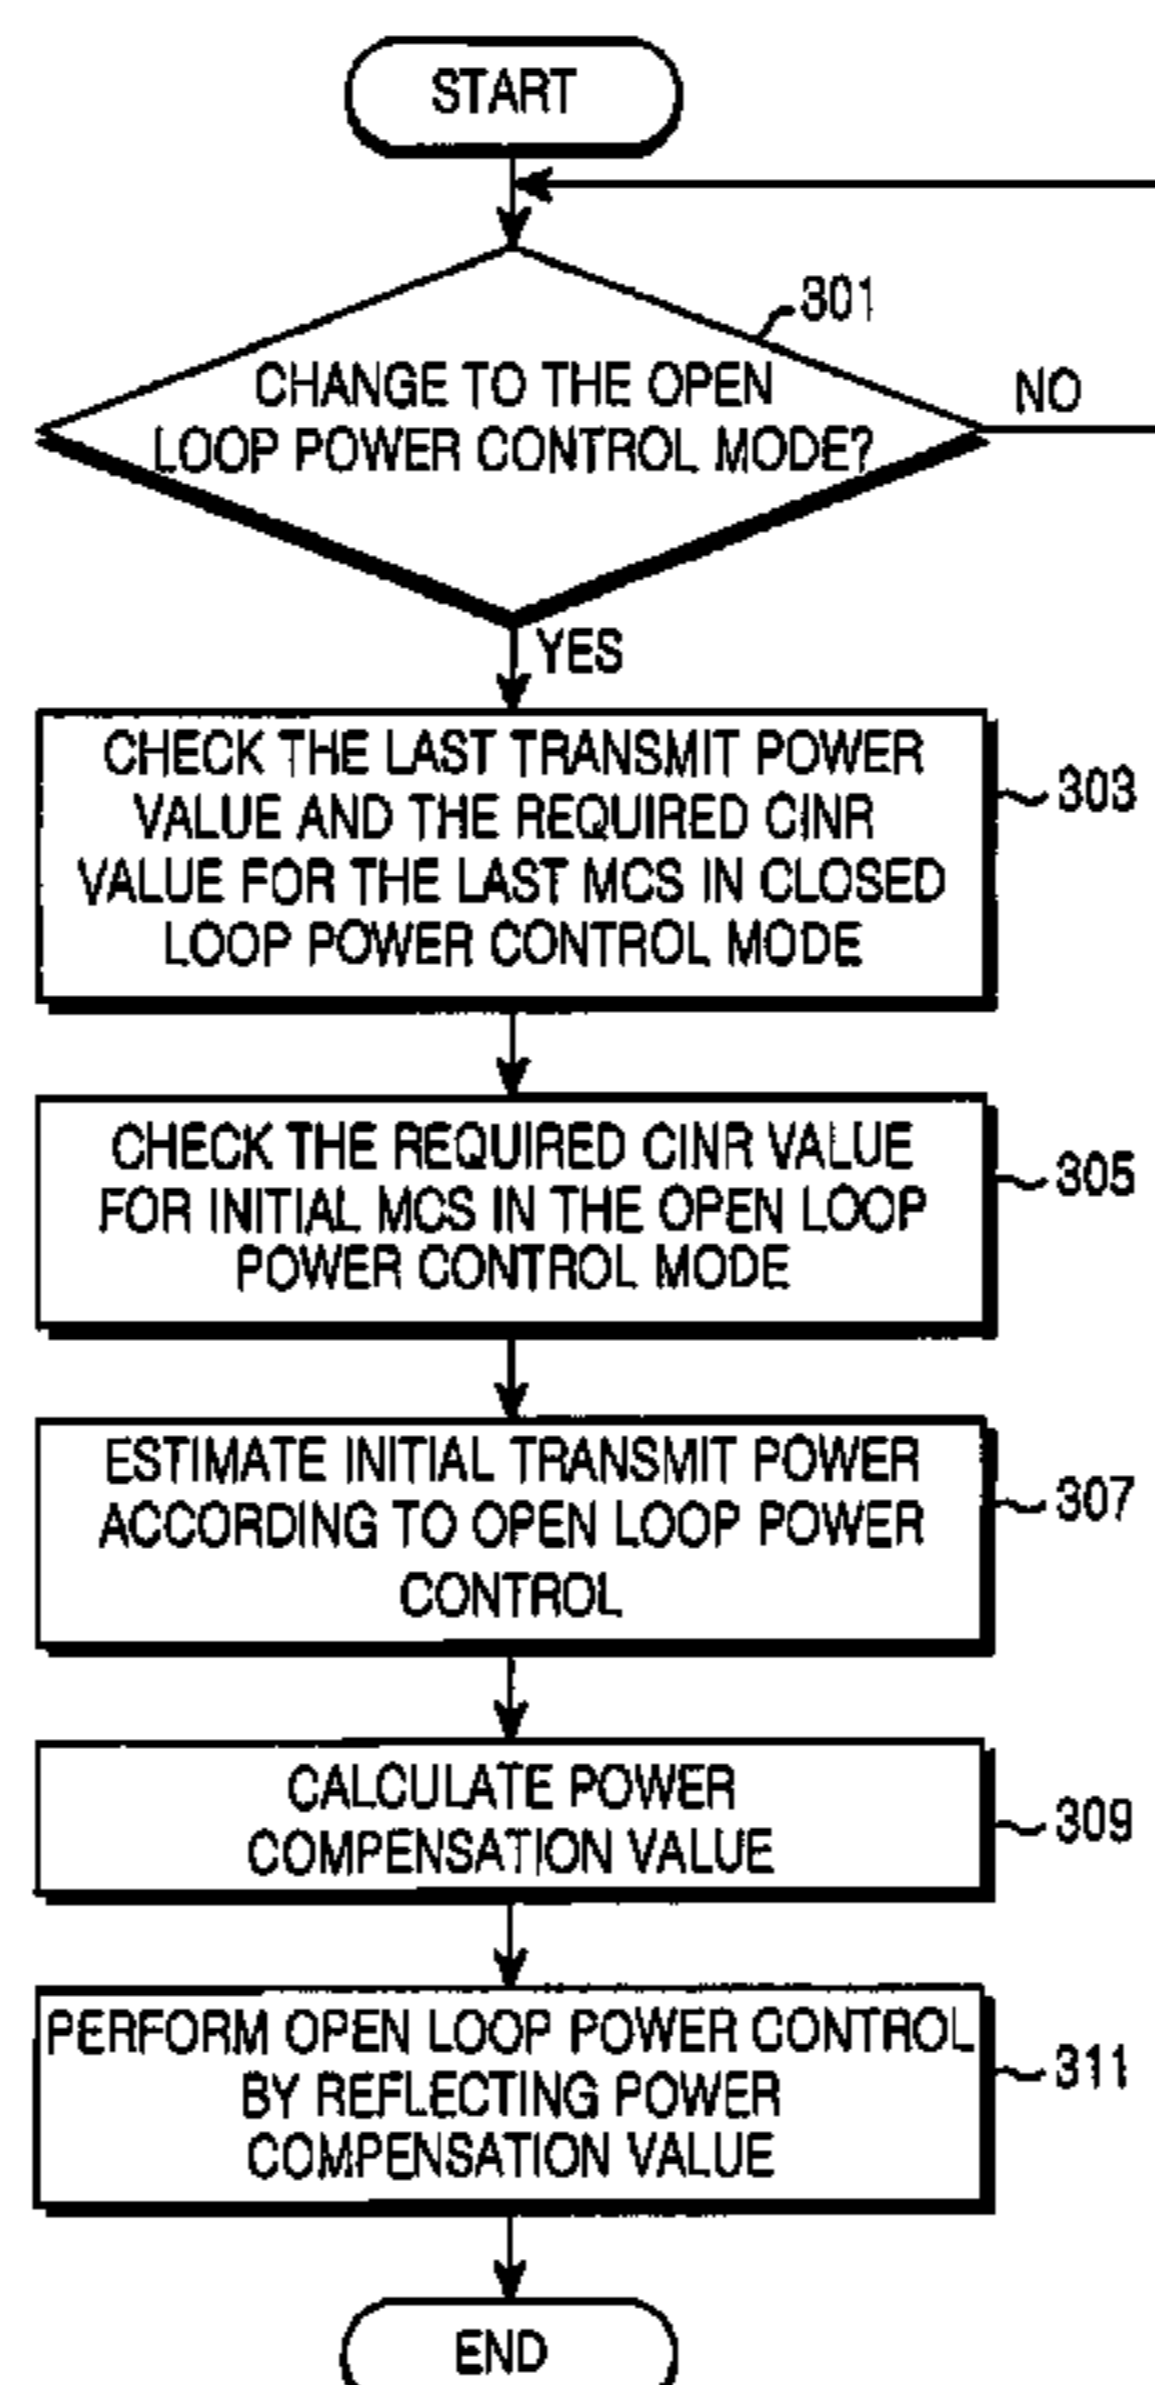 START
301
CHANGE TO THE OPEN
LOOP POWER CONTROL MODE?
NO
YES
CHECK THE LAST TRANSMIT POWER
VALUE AND THE REQUIRED CINR
VALUE FOR THE LAST MCS IN CLOSED
LOOP POWER CONTROL MODE
303
CHECK THE REQUIRED CINR VALUE
FOR INITIAL MCS IN THE OPEN LOOP
POWER CONTROL MODE
305
ESTIMATE INITIAL TRANSMIT POWER
ACCORDING TO OPEN LOOP POWER
CONTROL
307
CALCULATE POWER
COMPENSATION VALUE
309
PERFORM OPEN LOOP POWER CONTROL
BY REFLECTING POWER
COMPENSATION VALUE
311
END